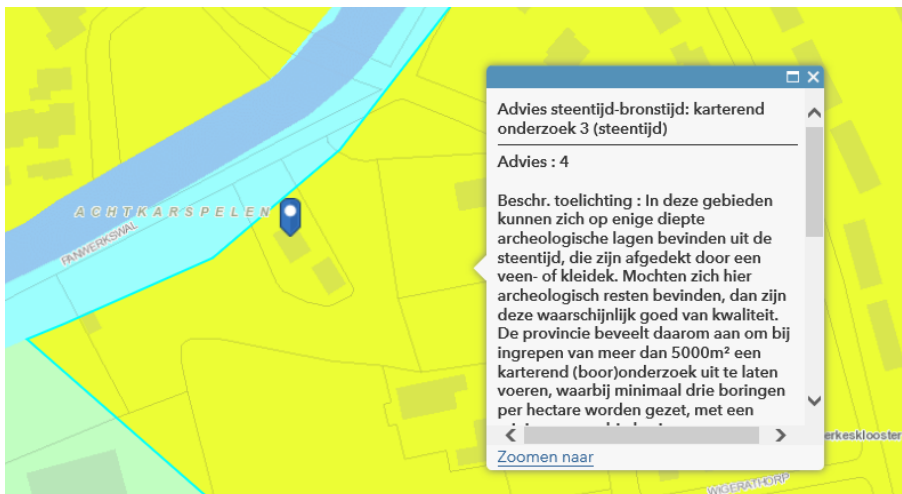 ACHTKARSPELEN
PANWERKSWAL
Advies steentijd-bronstijd: karterend
onderzoek 3 (steentijd)
Advies : 4
Beschr. toelichting : In deze gebieden
kunnen zich op enige diepte
archeologische lagen bevinden uit de
steentijd, die zijn afgedekt door een
veen- of kleidek. Mochten zich hier
archeologisch resten bevinden, dan zijn
deze waarschijnlijk goed van kwaliteit.
De provincie beveelt daarom aan om bij
ingrepen van meer dan 5000m² een
karterend (boor)onderzoek uit te laten
voeren, waarbij minimaal drie boringen
per hectare worden gezet, met een
Zoomen naar
erkesklooster
WIGERATHORP